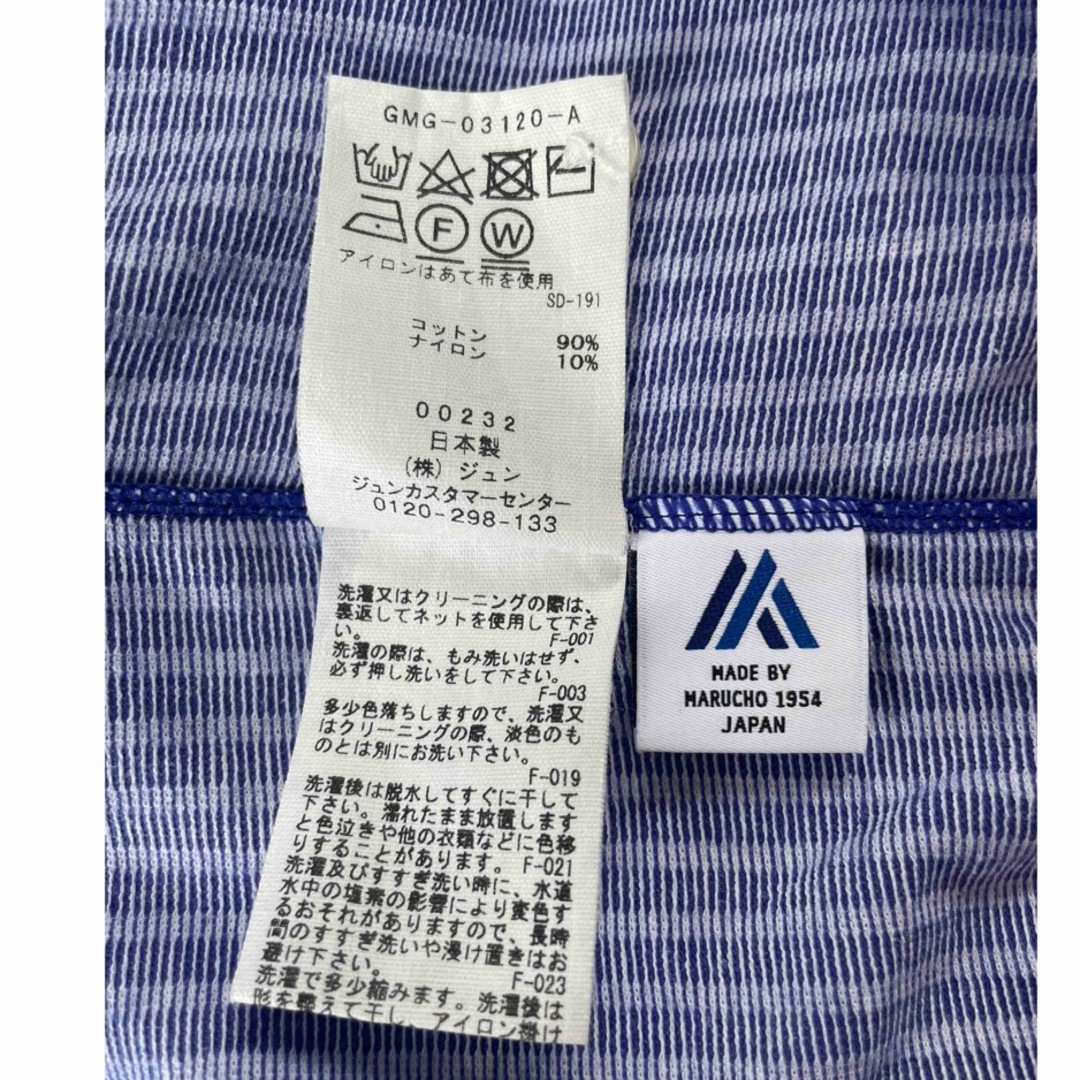 GMG-03120-A
F W
アイロンはあて布を使用
SD-191
コットン 90%
ナイロン 10%
00232
日本製
(株) ジュン
ジュンカスタマーセンター
0120-298-133
洗濯又はクリーニングの際は、
裏返してネットを使用して下さ
い。 F-001
洗濯の際は、もみ洗いはせず、
必ず押し洗いをして下さい。
F-003
多少色落ちしますので、洗濯又
はクリーニングの際、淡色のも
のとは別にお洗い下さい。
F-019
洗濯後は脱水してすぐに干して
下さい。濡れたまま放置します
と色泣きや他の衣類などに色移
りすることがあります。 F-021
洗濯及びすすぎ洗い時に、水道
水中の塩素の影響により変色す
るおそれがありますので、長時
間のすすぎ洗いや浸け置きはお
避け下さい。 F-023
洗濯で多少縮みます。洗濯後は
形を整えて干し、アイロン掛け
MADE BY
MARUCHO 1954
JAPAN